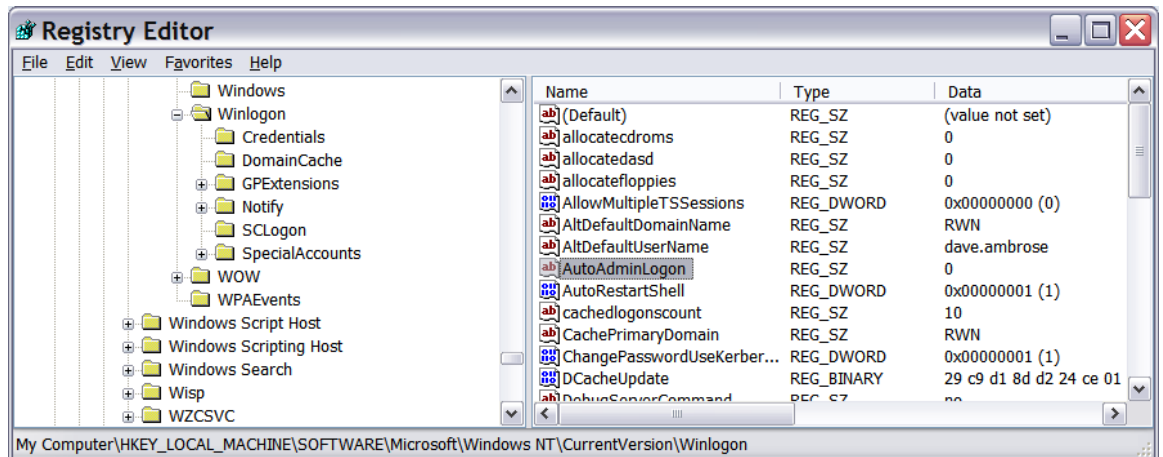 Registry Editor
File Edit View Favorites Help
Windows
Winlogon
Credentials
DomainCache
GPExtensions
Notify
SCLogon
SpecialAccounts
WOW
WPAEvents
Windows Script Host
Windows Scripting Host
Windows Search
Wisp
WZCSVC
Name Type Data
(Default) REG_SZ (value not set)
allocatecdroms REG_SZ 0
allocatedasd REG_SZ 0
allocatefloppies REG_SZ 0
AllowMultipleTSSessions REG_DWORD 0x00000000 (0)
AltDefaultDomainName REG_SZ RWN
AltDefaultUserName REG_SZ dave.ambrose
AutoAdminLogon REG_SZ 0
AutoRestartShell REG_DWORD 0x00000001 (1)
cachedlogonscount REG_SZ 10
CachePrimaryDomain REG_SZ RWN
ChangePasswordUseKerber... REG_DWORD 0x00000001 (1)
DCacheUpdate REG_BINARY 29 c9 d1 8d d2 24 ce 01
DebugServerCommand REG_SZ no
My Computer\HKEY_LOCAL_MACHINE\SOFTWARE\Microsoft\Windows NT\CurrentVersion\Winlogon